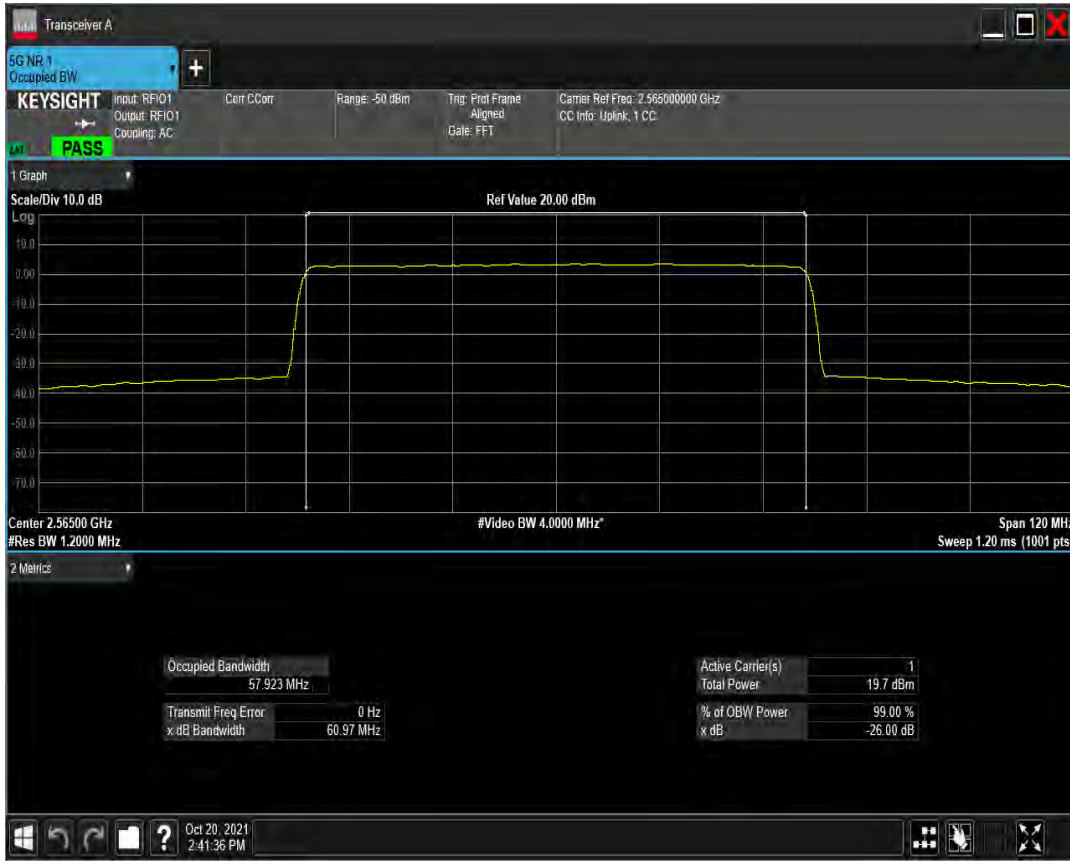 Transceiver A
5G NR 1
Occupied BW
KEYSIGHT
Input: RFIO1
Output: RFIO1
Coupling: AC
Corr CCorr
Range: -50 dBm
Trig: Prot Frame
Aligned
Gate: FFT
Carrier Ref Freq: 2.565000000 GHz
CC Info: Uplink, 1 CC
PASS
1 Graph
Scale/Div 10.0 dB
Ref Value 20.00 dBm
Log
10.0
0.00
-10.0
-20.0
-30.0
-40.0
-50.0
-60.0
-70.0
Center 2.56500 GHz
#Video BW 4.0000 MHz*
Span 120 MHz
#Res BW 1.2000 MHz
Sweep 1.20 ms (1001 pts
2 Metrics
Occupied Bandwidth
57.923 MHz
Transmit Freq Error 0 Hz
x dB Bandwidth 60.97 MHz
Active Carrier(s) 1
Total Power 19.7 dBm
% of OBW Power 99.00 %
x dB -26.00 dB
?
Oct 20, 2021
2:41:36 PM